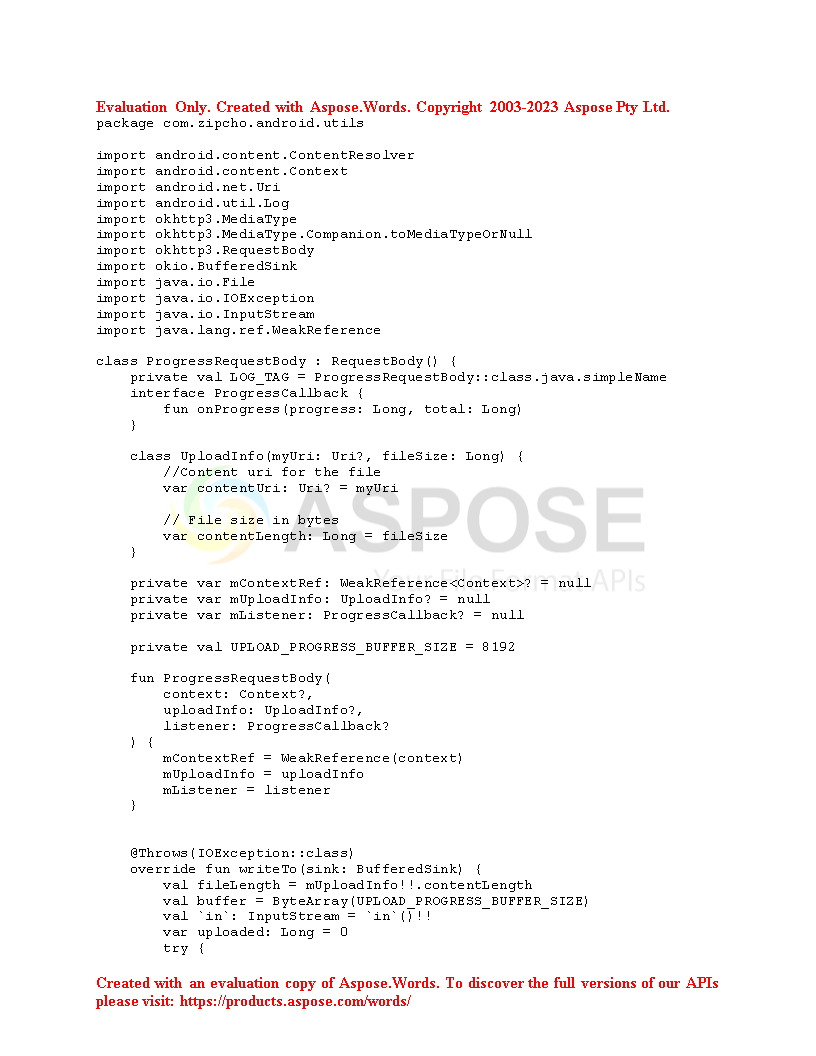 Evaluation Only. Created with Aspose.Words. Copyright 2003-2023 Aspose Pty Ltd.
package com.zipcho.android.utils

import android.content.ContentResolver
import android.content.Context
import android.net.Uri
import android.util.Log
import okhttp3.MediaType
import okhttp3.MediaType.Companion.toMediaTypeOrNull
import okhttp3.RequestBody
import okio.BufferedSink
import java.io.File
import java.io.IOException
import java.io.InputStream
import java.lang.ref.WeakReference

class ProgressRequestBody : RequestBody() {
    private val LOG_TAG = ProgressRequestBody::class.java.simpleName
    interface ProgressCallback {
        fun onProgress(progress: Long, total: Long)
    }

    class UploadInfo(myUri: Uri?, fileSize: Long) {
        //Content uri for the file
        var contentUri: Uri? = myUri

        // File size in bytes
        var contentLength: Long = fileSize
    }

    private var mContextRef: WeakReference<Context>? = null
    private var mUploadInfo: UploadInfo? = null
    private var mListener: ProgressCallback? = null

    private val UPLOAD_PROGRESS_BUFFER_SIZE = 8192

    fun ProgressRequestBody(
        context: Context?,
        uploadInfo: UploadInfo?,
        listener: ProgressCallback?
    ) {
        mContextRef = WeakReference(context)
        mUploadInfo = uploadInfo
        mListener = listener
    }


    @Throws(IOException::class)
    override fun writeTo(sink: BufferedSink) {
        val fileLength = mUploadInfo!!.contentLength
        val buffer = ByteArray(UPLOAD_PROGRESS_BUFFER_SIZE)
        val `in`: InputStream = `in`()!!
        var uploaded: Long = 0
        try {
ASPOSE
Your File Format APIs
Created with an evaluation copy of Aspose.Words. To discover the full versions of our APIs
please visit: https://products.aspose.com/words/